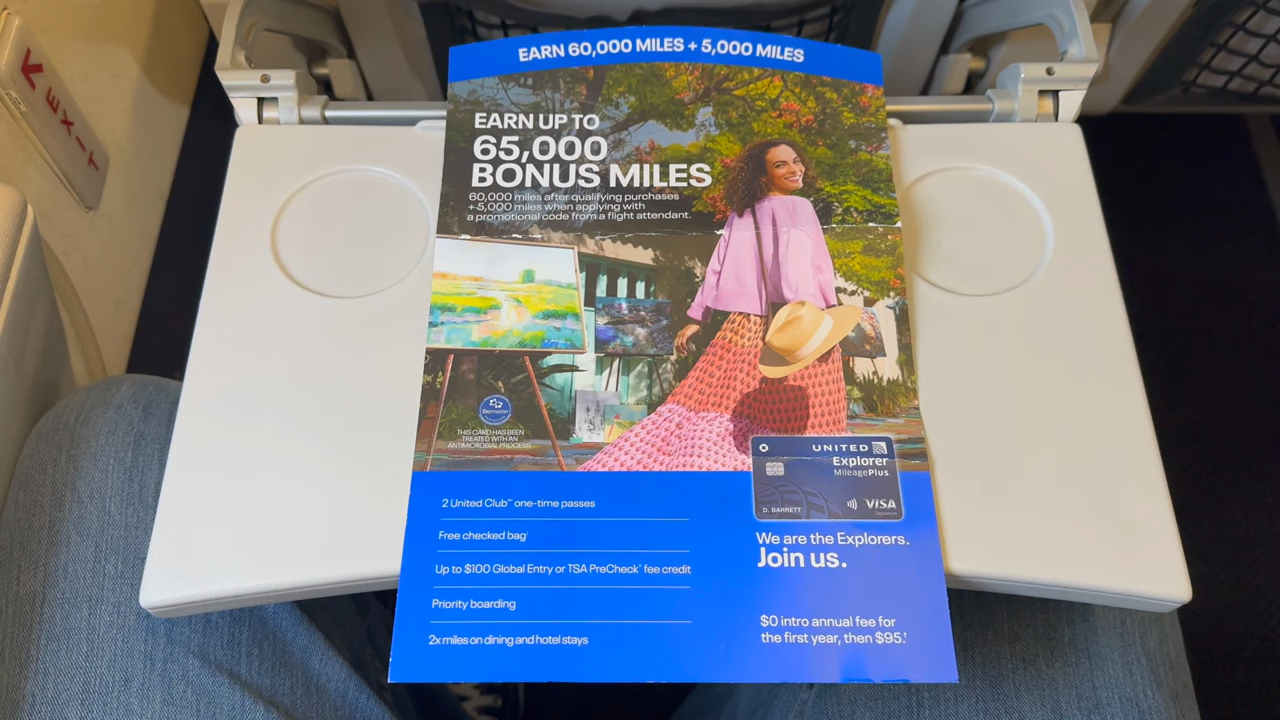 EXIT
EARN 60,000 MILES + 5,000 MILES
EARN UP TO
65,000
BONUS MILES
60,000 miles after qualifying purchases
+5,000 miles when applying with
a promotional code from a flight attendant.
Biomaster
THIS CARD HAS BEEN
TREATED WITH AN
ANTIMICROBIAL PROCESS
UNITED
Explorer
MileagePlus
D. BARRETT
VISA
Signature
2 United Club℠ one-time passes
Free checked bag
Up to $100 Global Entry or TSA PreCheck® fee credit
Priority boarding
2x miles on dining and hotel stays
We are the Explorers.
Join us.
$0 intro annual fee for
the first year, then $95.†